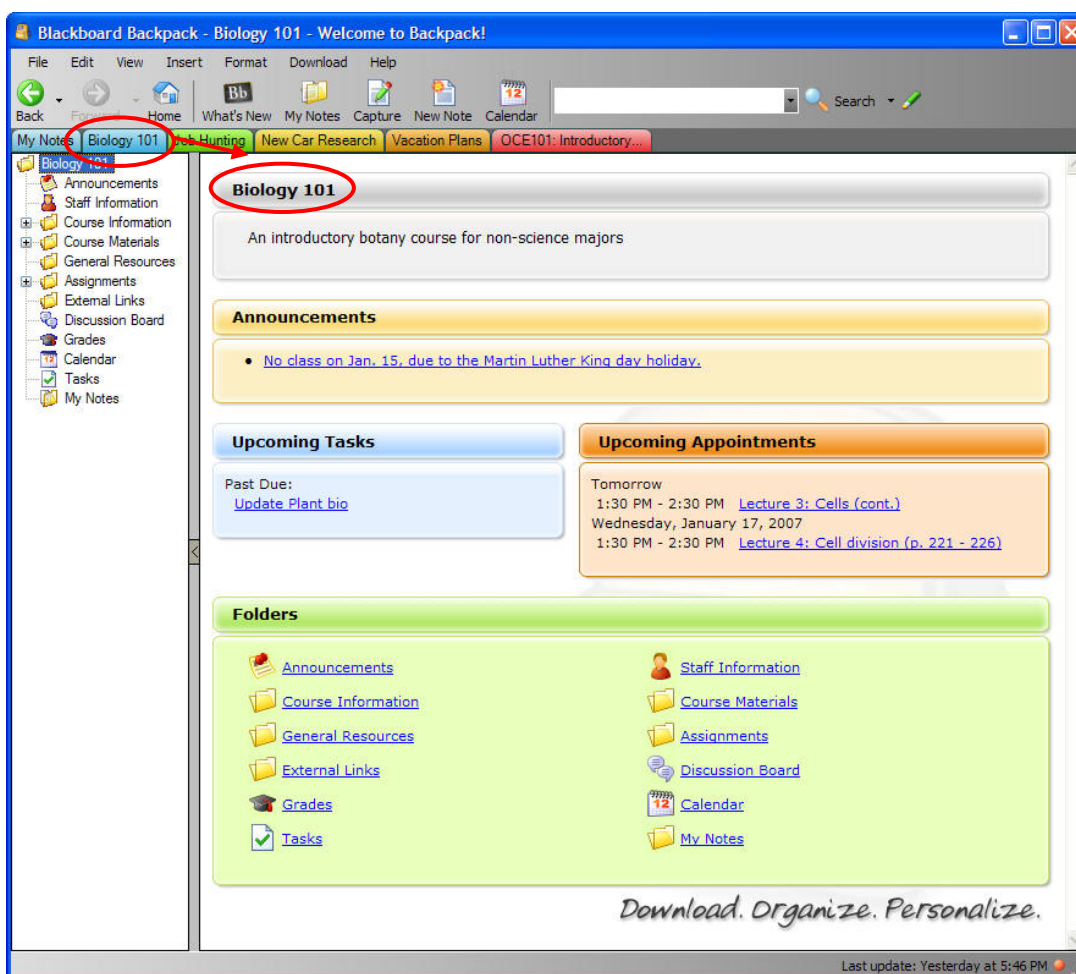 Blackboard Backpack - Biology 101 - Welcome to Backpack!
File Edit View Insert Format Download Help
Back Forward Home What's New My Notes Capture New Note Calendar Search
My Notes Biology 101 Job Hunting New Car Research Vacation Plans OCE101: Introductory...
Biology 101
Announcements
Staff Information
Course Information
Course Materials
General Resources
Assignments
External Links
Discussion Board
Grades
Calendar
Tasks
My Notes
Biology 101
An introductory botany course for non-science majors
Announcements
• No class on Jan. 15, due to the Martin Luther King day holiday.
Upcoming Tasks
Past Due:
Update Plant bio
Upcoming Appointments
Tomorrow
1:30 PM - 2:30 PM Lecture 3: Cells (cont.)
Wednesday, January 17, 2007
1:30 PM - 2:30 PM Lecture 4: Cell division (p. 221 - 226)
Folders
Announcements Staff Information
Course Information Course Materials
General Resources Assignments
External Links Discussion Board
Grades Calendar
Tasks My Notes
Download. Organize. Personalize.
Last update: Yesterday at 5:46 PM